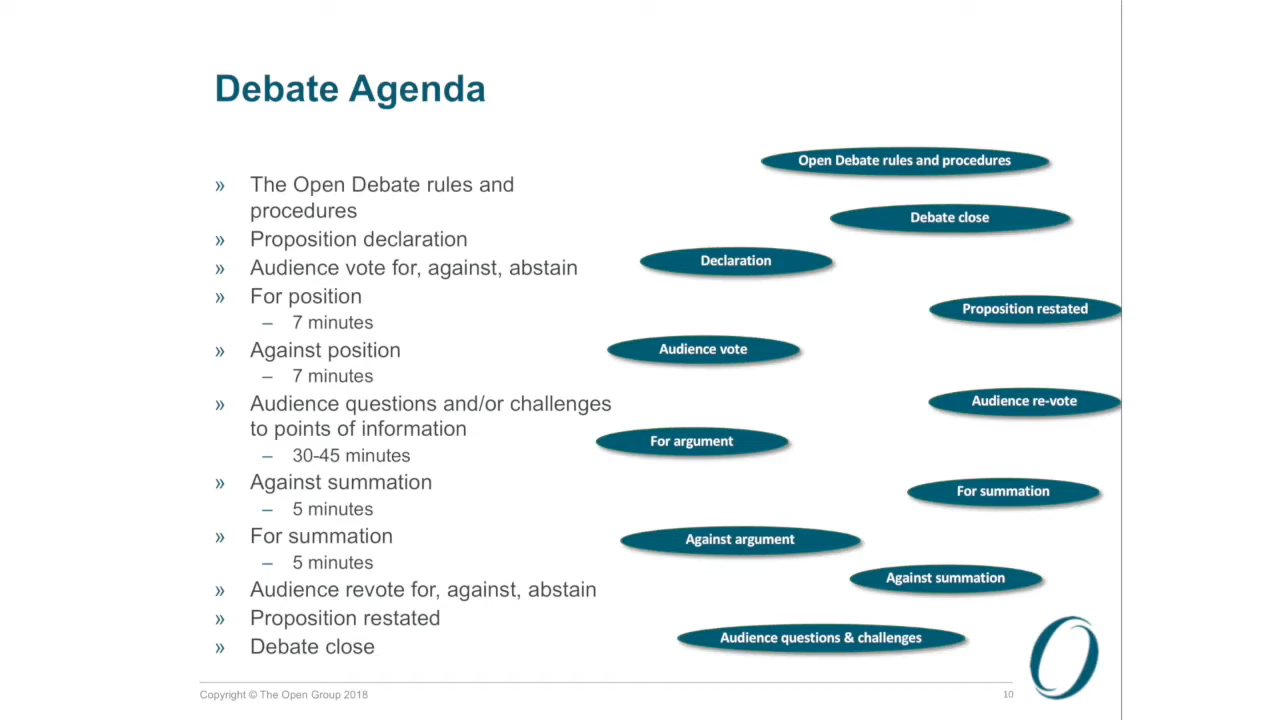 Debate Agenda
» The Open Debate rules and
procedures
» Proposition declaration
» Audience vote for, against, abstain
» For position
– 7 minutes
» Against position
– 7 minutes
» Audience questions and/or challenges
to points of information
– 30-45 minutes
» Against summation
– 5 minutes
» For summation
– 5 minutes
» Audience revote for, against, abstain
» Proposition restated
» Debate close
Open Debate rules and procedures
Debate close
Declaration
Proposition restated
Audience vote
Audience re-vote
For argument
For summation
Against argument
Against summation
Audience questions & challenges
Copyright © The Open Group 2018
10